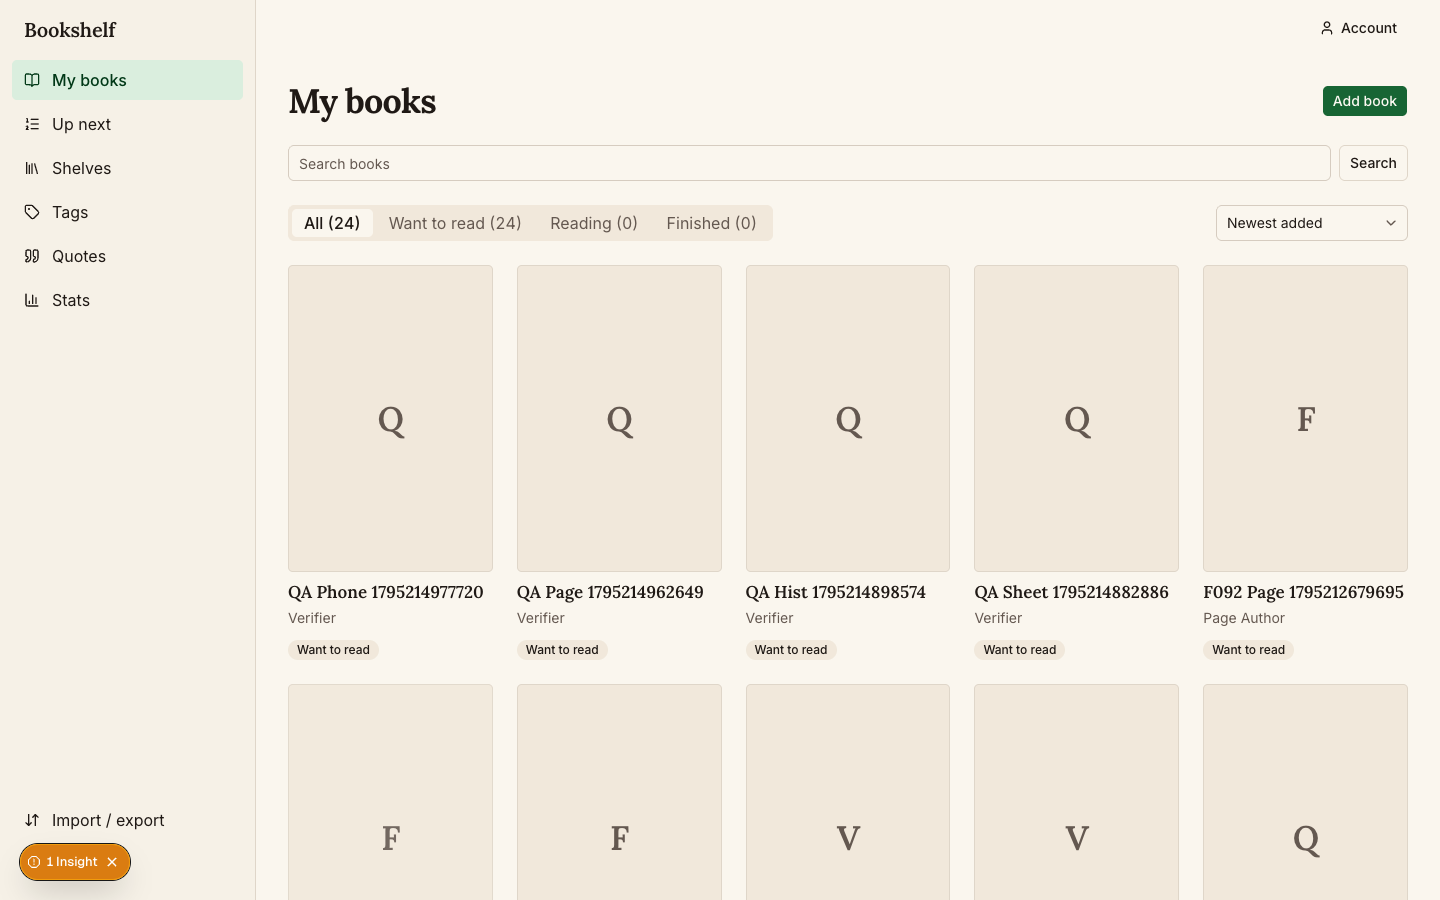 Bookshelf
My books
Up next
Shelves
Tags
Quotes
Stats
Import / export
1 Insight
Account
My books
Add book
Search books
Search
All (24)
Want to read (24)
Reading (0)
Finished (0)
Newest added
Q
Q
Q
Q
F
QA Phone 1795214977720
QA Page 1795214962649
QA Hist 1795214898574
QA Sheet 1795214882886
F092 Page 1795212679695
Verifier
Verifier
Verifier
Verifier
Page Author
Want to read
Want to read
Want to read
Want to read
Want to read
F
F
V
V
Q